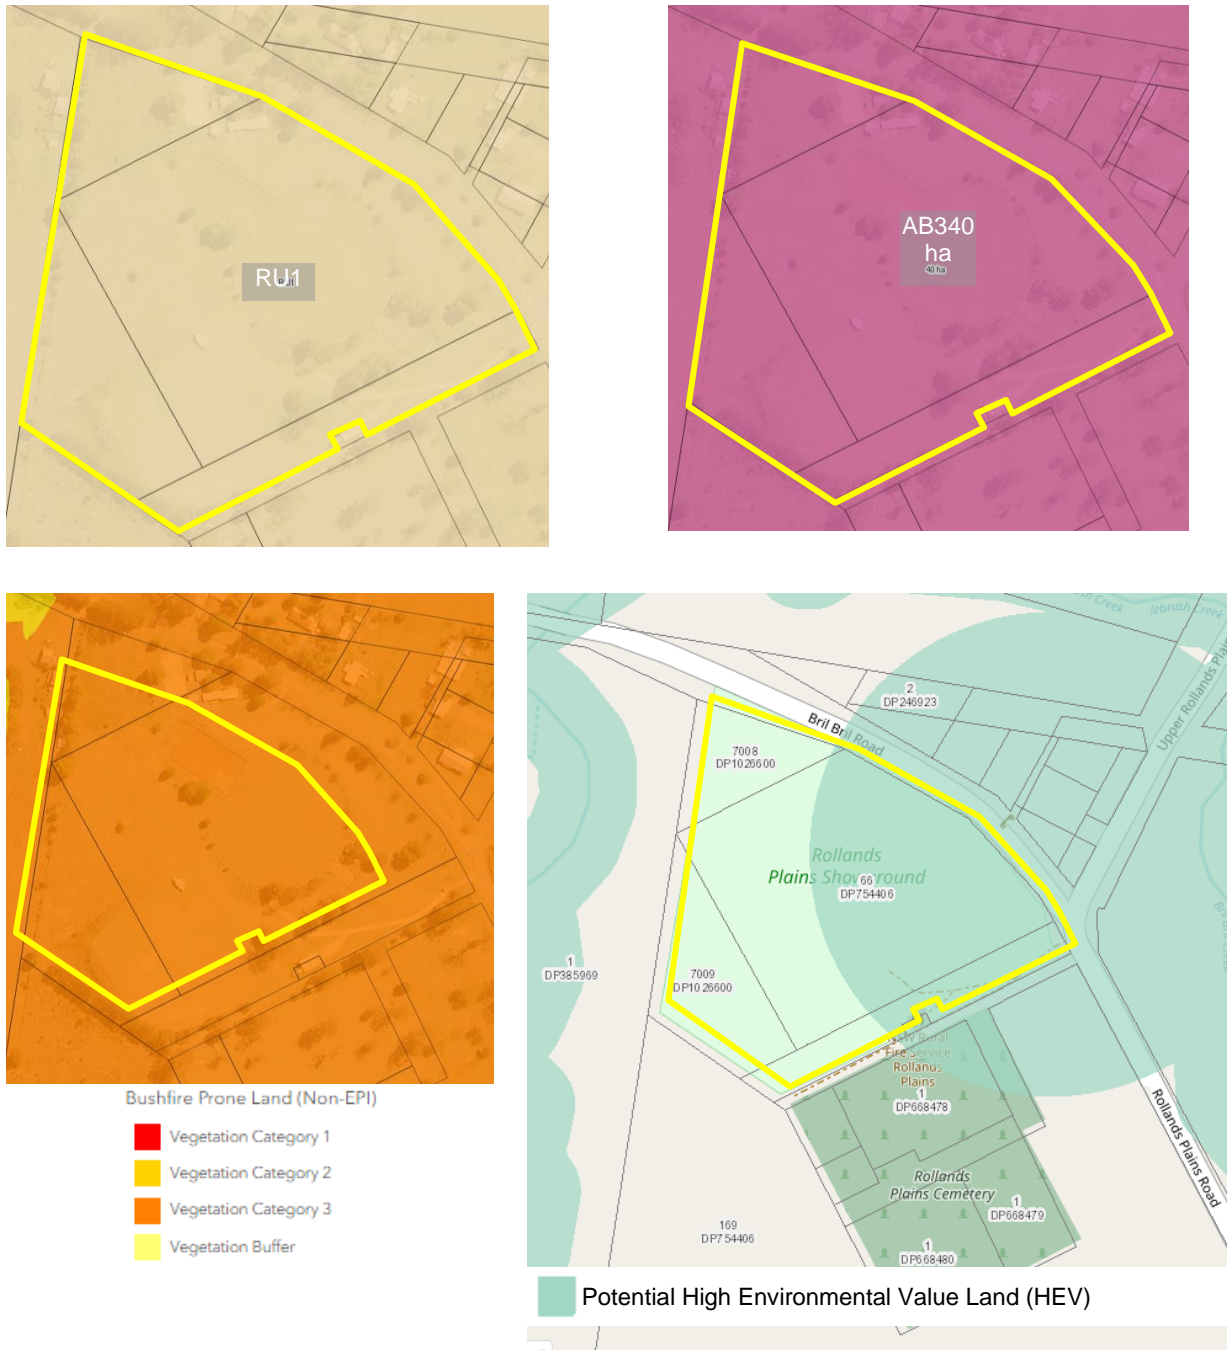 RU1
AB340
ha
40 ha
Bushfire Prone Land (Non-EPI)
Vegetation Category 1
Vegetation Category 2
Vegetation Category 3
Vegetation Buffer
lebrush Creek
Upper Rollands Plai
2
DP246923
Bril Bril Road
7008
DP1026600
Rollands
Plains Showground
66
DP754406
1
DP385969
7009
DP1026600
NSW Rural
Fire Service
Rollands
Plains
1
DP668478
Rollands Plains Road
Rollands
Plains Cemetery
1
DP668479
169
DP754406
1
DP668480
Potential High Environmental Value Land (HEV)